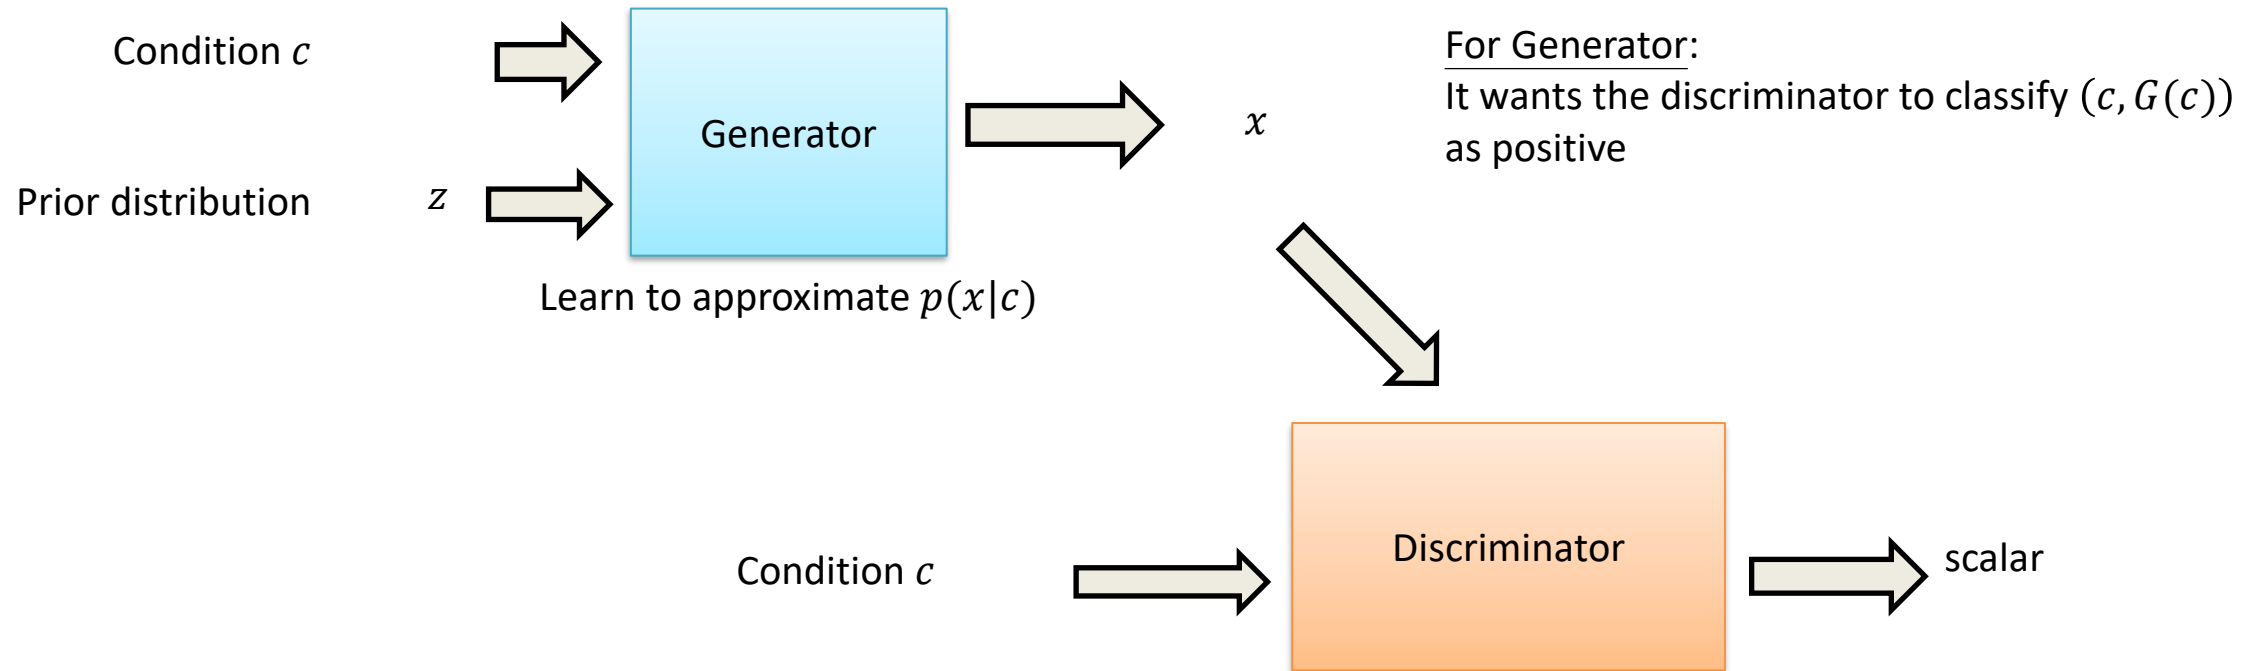 Condition c
Prior distribution z
Generator
Learn to approximate p(x|c)
x
For Generator:
It wants the discriminator to classify (c, G(c))
as positive
Condition c
Discriminator
scalar